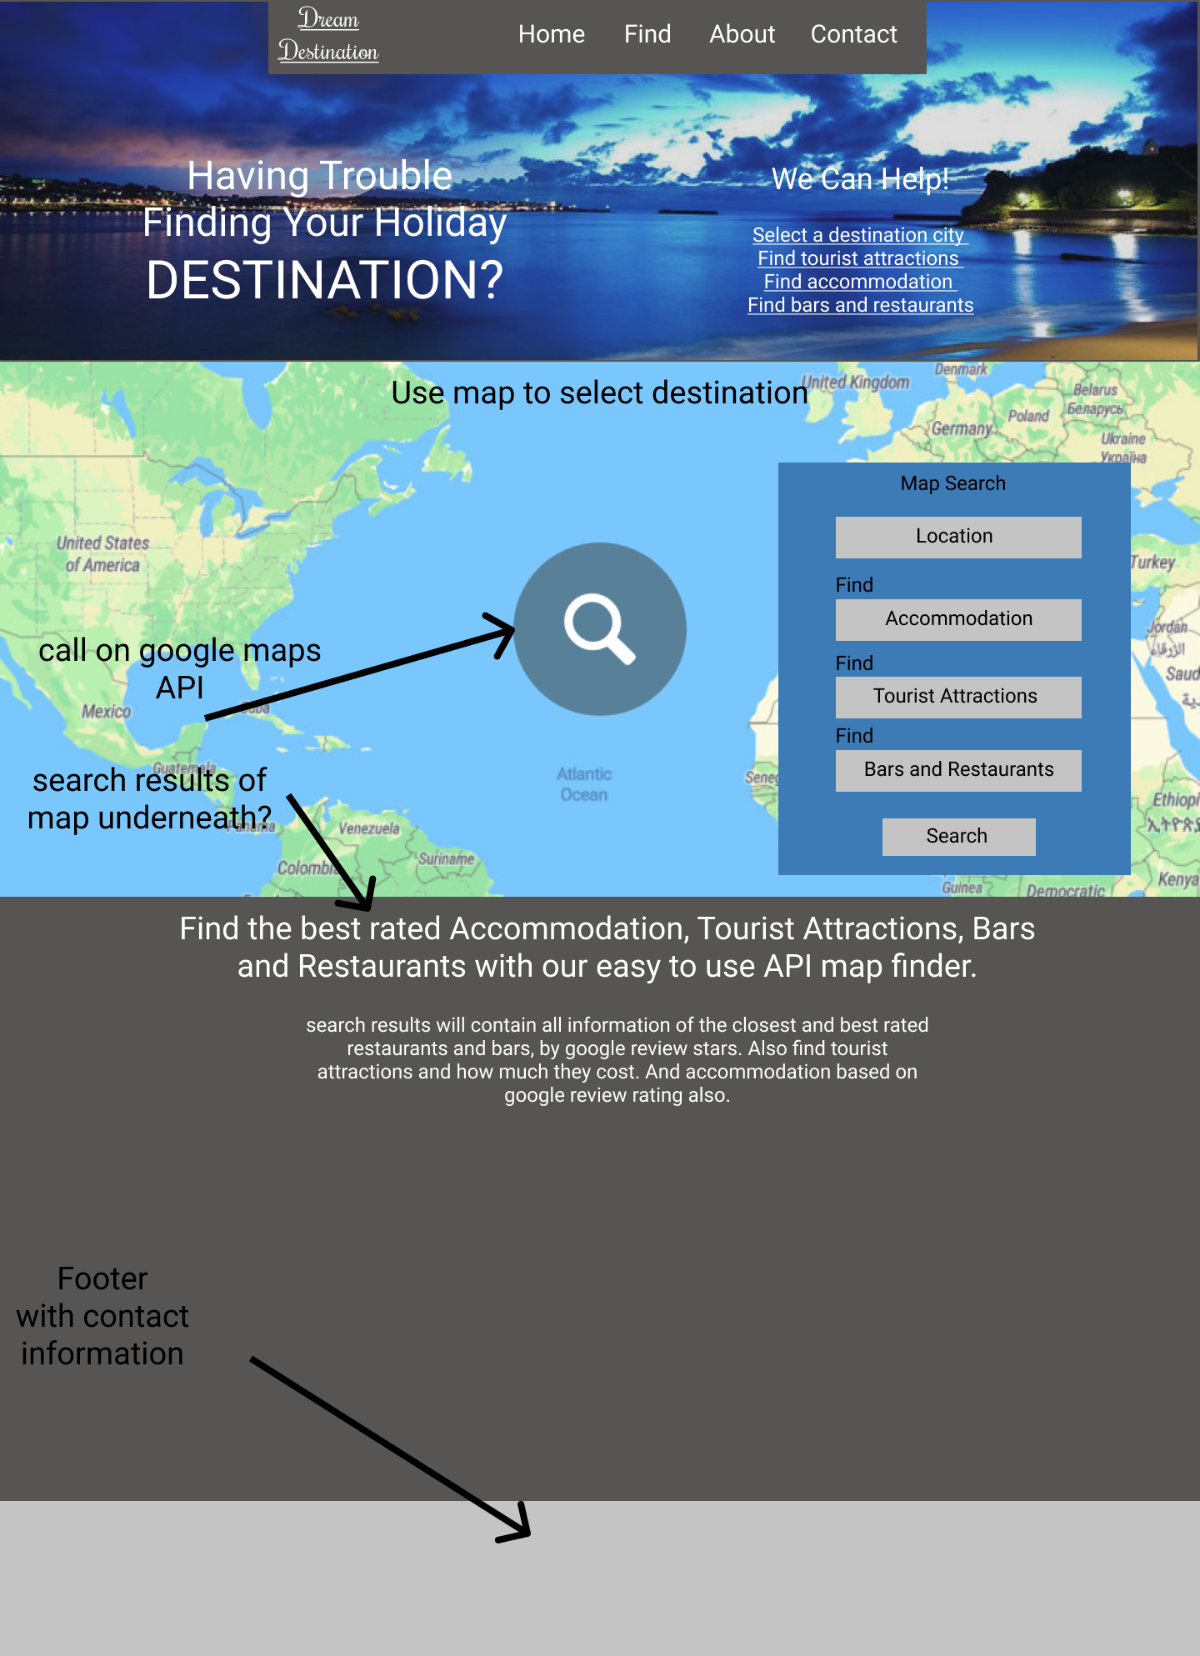 Dream
Destination
Home Find About Contact
Having Trouble
Finding Your Holiday
DESTINATION?
We Can Help!
Select a destination city
Find tourist attractions
Find accommodation
Find bars and restaurants
Use map to select destination
United Kingdom
Denmark
Belarus
Беларусь
Poland
Germany
Ukraine
Україна
Map Search
Location
Find
Accommodation
Find
Tourist Attractions
Find
Bars and Restaurants
Search
United States
of America
Turkey
Jordan
Saud
call on google maps
API
Mexico
Cuba
Guatemala
search results of
map underneath?
Panama
Atlantic
Ocean
Seneg
Venezuela
Colombi
Suriname
Ethiopi
Kenya
Guinea
Democratic
Find the best rated Accommodation, Tourist Attractions, Bars
and Restaurants with our easy to use API map finder.
search results will contain all information of the closest and best rated
restaurants and bars, by google review stars. Also find tourist
attractions and how much they cost. And accommodation based on
google review rating also.
Footer
with contact
information